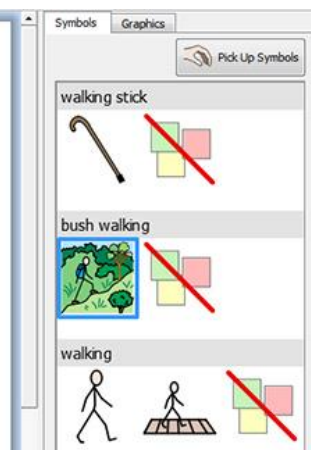 Symbols Graphics
Pick Up Symbols
walking stick
bush walking
walking